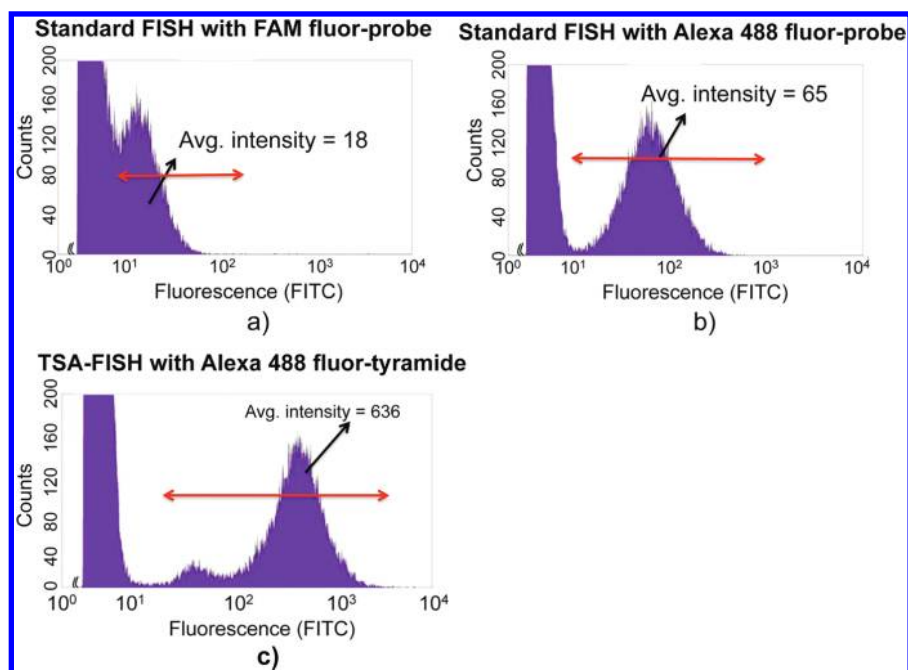 Standard FISH with FAM fluor-probe
200
160
120
80
40
0
Counts
Avg. intensity = 18
10⁰ 10¹ 10² 10³ 10⁴
Fluorescence (FITC)
a)
Standard FISH with Alexa 488 fluor-probe
200
160
120
80
40
0
Counts
Avg. intensity = 65
10⁰ 10¹ 10² 10³ 10⁴
Fluorescence (FITC)
b)
TSA-FISH with Alexa 488 fluor-tyramide
200
160
120
80
40
0
Counts
Avg. intensity = 636
10⁰ 10¹ 10² 10³ 10⁴
Fluorescence (FITC)
c)